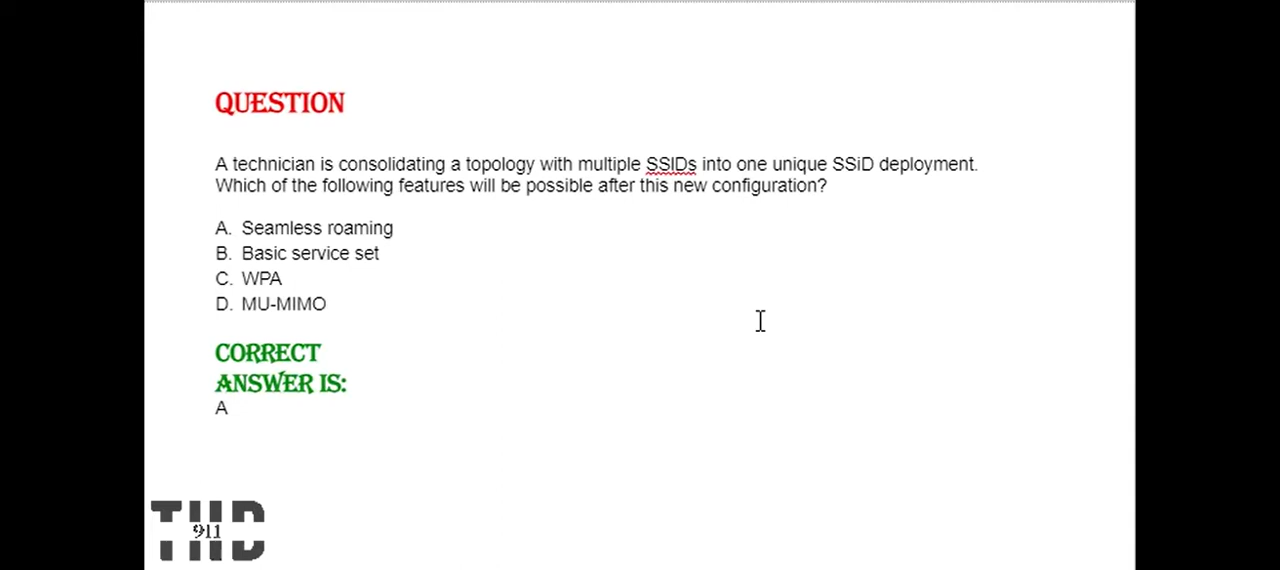 QUESTION
A technician is consolidating a topology with multiple SSIDs into one unique SSiD deployment.
Which of the following features will be possible after this new configuration?
A. Seamless roaming
B. Basic service set
C. WPA
D. MU-MIMO
CORRECT
ANSWER IS:
A
THD
911